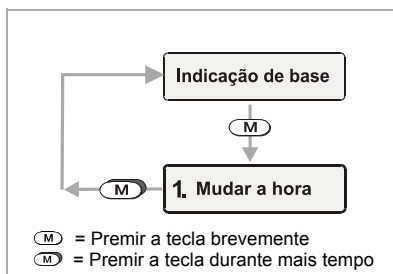 Indicação de base
M
M 1. Mudar a hora
M = Premir a tecla brevemente
M = Premir a tecla durante mais tempo